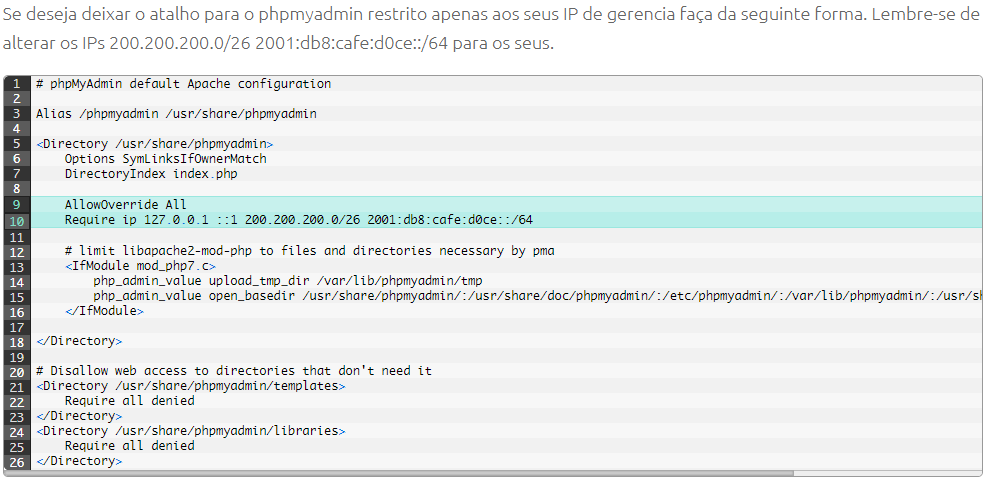 Se deseja deixar o atalho para o phpmyadmin restrito apenas aos seus IP de gerencia faça da seguinte forma. Lembre-se de
alterar os IPs 200.200.200.0/26 2001:db8:cafe:d0ce::/64 para os seus.
1 # phpMyAdmin default Apache configuration
2
3 Alias /phpmyadmin /usr/share/phpmyadmin
4
5 <Directory /usr/share/phpmyadmin>
6     Options SymLinksIfOwnerMatch
7     DirectoryIndex index.php
8
9     AllowOverride All
10     Require ip 127.0.0.1 ::1 200.200.200.0/26 2001:db8:cafe:d0ce::/64
11
12     # limit libapache2-mod-php to files and directories necessary by pma
13     <IfModule mod_php7.c>
14         php_admin_value upload_tmp_dir /var/lib/phpmyadmin/tmp
15         php_admin_value open_basedir /usr/share/phpmyadmin/:/usr/share/doc/phpmyadmin/:/etc/phpmyadmin/:/var/lib/phpmyadmin/:/usr/sh
16     </IfModule>
17
18 </Directory>
19
20 # Disallow web access to directories that don't need it
21 <Directory /usr/share/phpmyadmin/templates>
22     Require all denied
23 </Directory>
24 <Directory /usr/share/phpmyadmin/libraries>
25     Require all denied
26 </Directory>